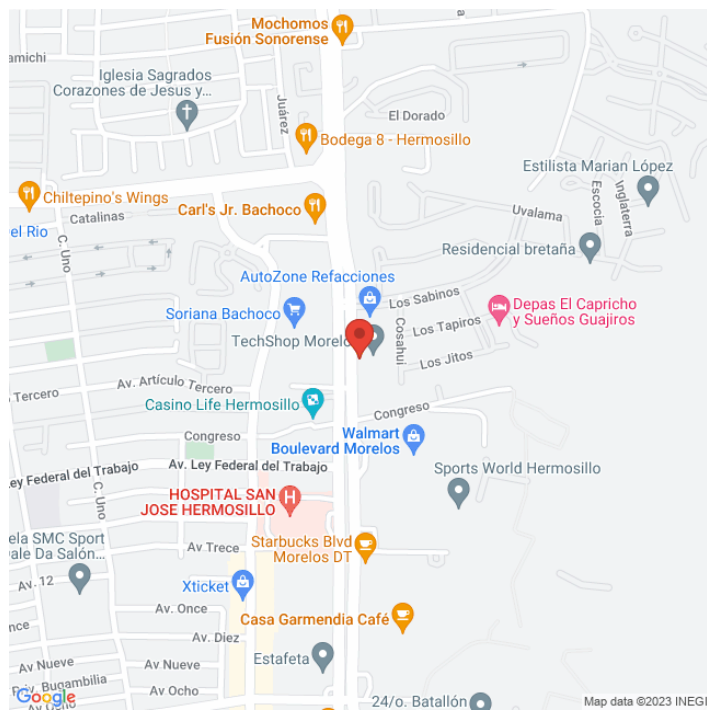 Mochomos
Fusión Sonorense
amichi
Iglesia Sagrados
Corazones de Jesus y...
Juárez
El Dorado
Bodega 8 - Hermosillo
Estilista Marian López
Chiltepino's Wings
Carl's Jr. Bachoco
Escocia
Inglaterra
Catalinas
Uvalama
el Rio
C. Uno
Residencial bretaña
AutoZone Refacciones
Los Sabinos
Soriana Bachoco
Depas El Capricho
y Sueños Guajiros
Los Tapiros
TechShop Morelo
Cosahui
Los Jitos
Av. Artículo Tercero
o Tercero
Casino Life Hermosillo
Congreso
Congreso
Walmart
Boulevard Morelos
Av. Ley Federal del Trabajo
Ley Federal del Trabajo
Sports World Hermosillo
C. Uno
HOSPITAL SAN
JOSE HERMOSILLO
ela SMC Sport
Dale Da Salón...
Av. Trece
Starbucks Blvd
Morelos DT
Av. 12
Xticket
Av. Once
nce
Casa Garmendia Café
Av. Diez
Estafeta
Av. Nueve
Av. Nueve
Priv. Bugambilia
Av. Ocho
Av. Ocho
24/o. Batallón
Google
Map data ©2023 INEGI